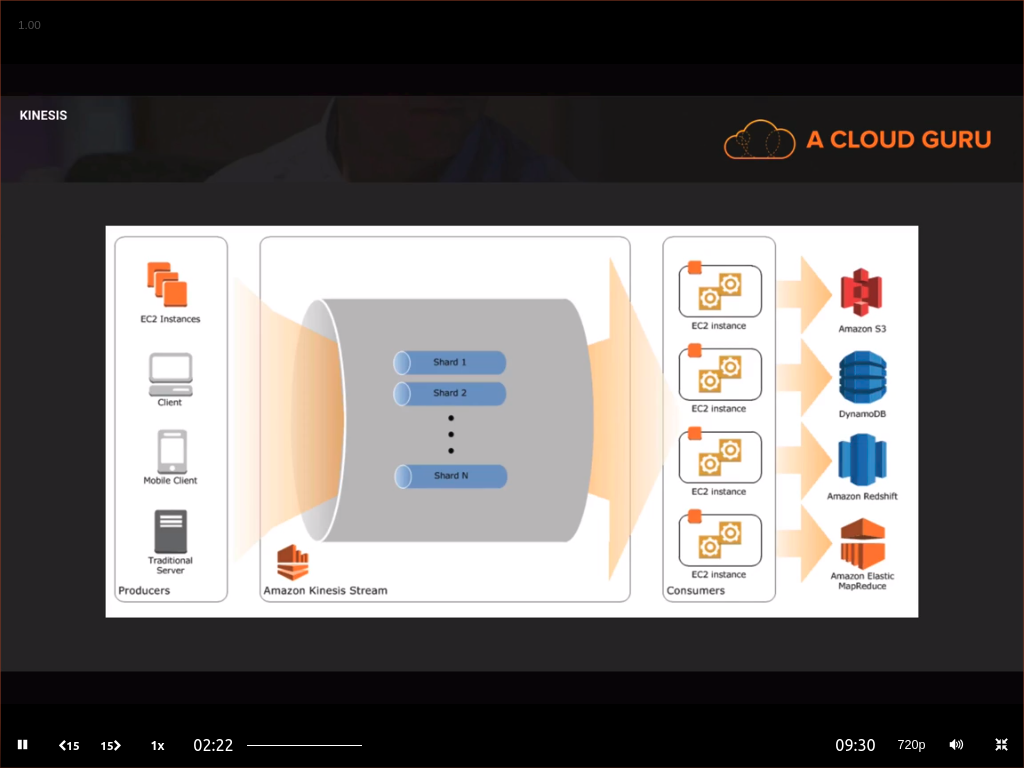 1.00
KINESIS
A CLOUD GURU
EC2 Instances
Client
Mobile Client
Traditional
Server
Producers
Shard 1
Shard 2
Shard N
Amazon Kinesis Stream
EC2 instance
EC2 instance
EC2 instance
EC2 instance
Consumers
Amazon S3
DynamoDB
Amazon Redshift
Amazon Elastic
MapReduce
15
15
1x
02:22
09:30
720p